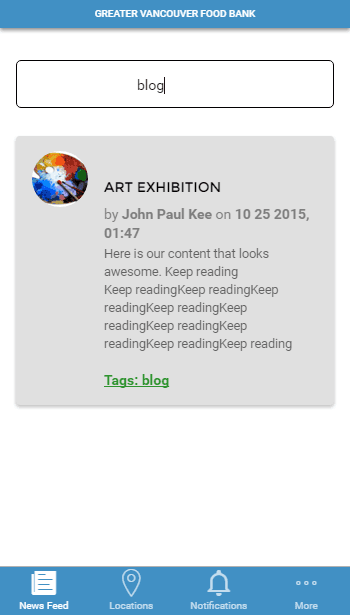 GREATER VANCOUVER FOOD BANK
blog
ART EXHIBITION
by John Paul Kee on 10 25 2015,
01:47
Here is our content that looks
awesome. Keep reading
Keep readingKeep readingKeep
readingKeep readingKeep
readingKeep readingKeep
readingKeep readingKeep reading
Tags: blog
News Feed Locations Notifications More